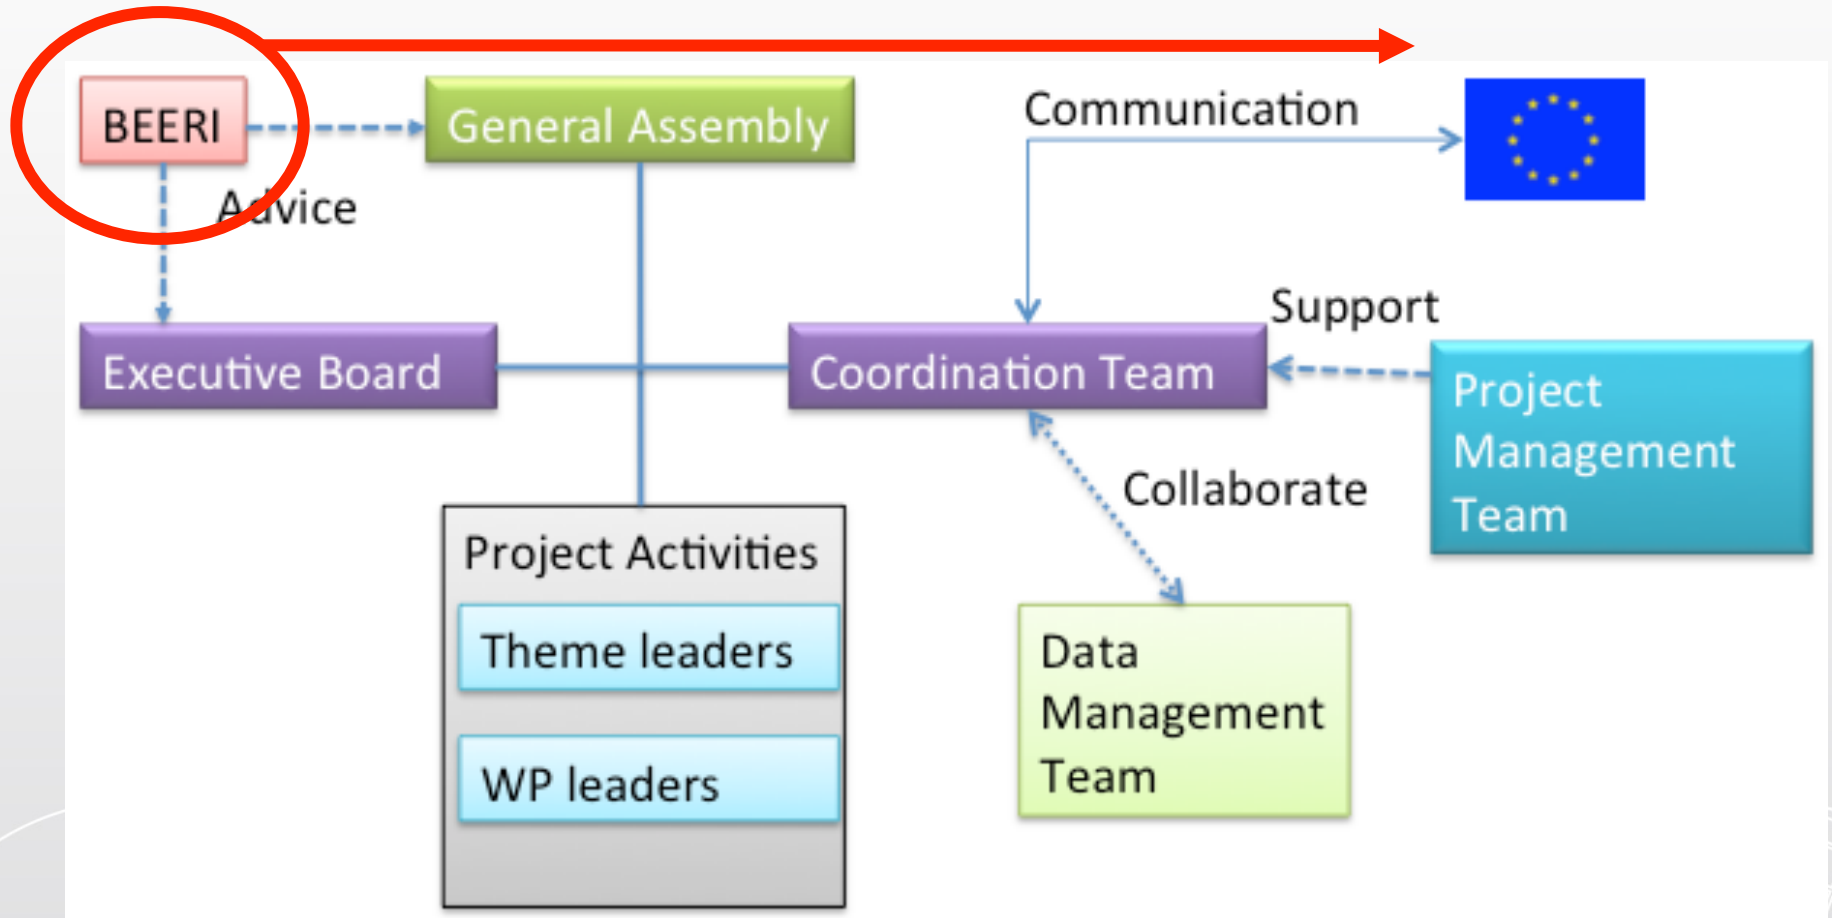 BEERI
General Assembly
Communication
Advice
Support
Executive Board
Coordination Team
Project
Management
Team
Collaborate
Project Activities
Theme leaders
WP leaders
Data
Management
Team